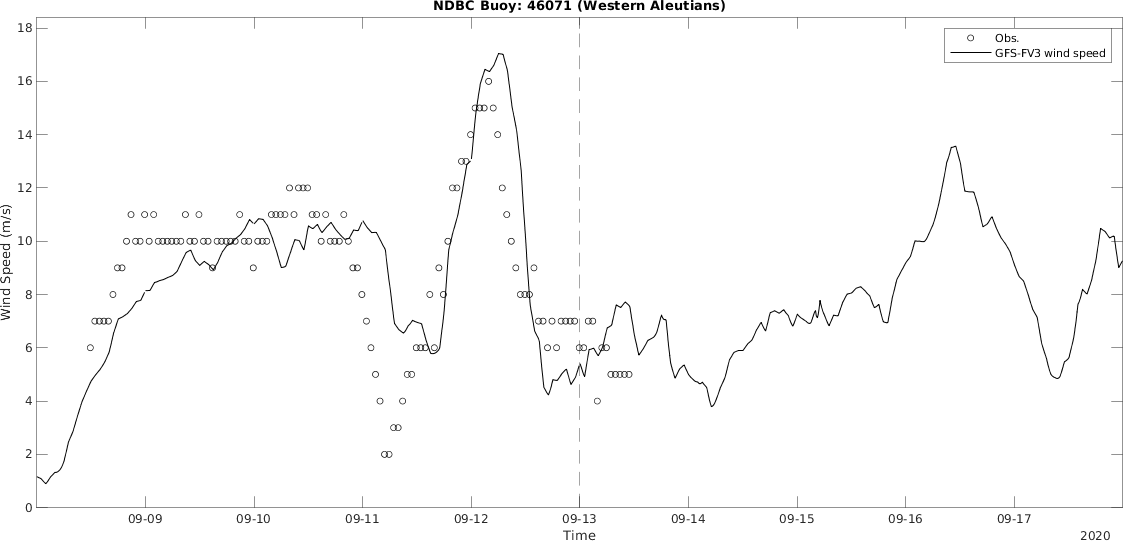 NDBC Buoy: 46071 (Western Aleutians)
18
16
14
12
10
8
6
4
2
0
Wind Speed (m/s)
Obs.
GFS-FV3 wind speed
09-09 09-10 09-11 09-12 09-13 09-14 09-15 09-16 09-17
Time
2020